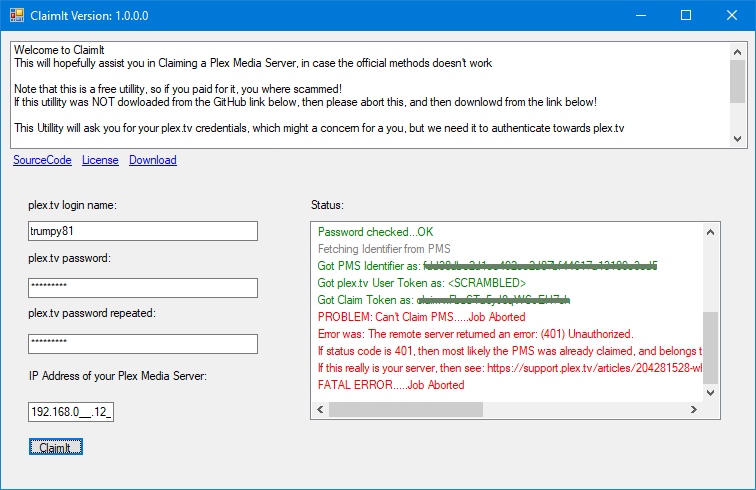 ClaimIt Version: 1.0.0.0
Welcome to ClaimIt
This will hopefully assist you in Claiming a Plex Media Server, in case the official methods doesn't work
Note that this is a free utillity, so if you paid for it, you where scammed!
If this utillity was NOT dowloaded from the GitHub link below, then please abort this, and then downlowd from the link below!
This Utillity will ask you for your plex.tv credentials, which might a concern for a you, but we need it to authenticate towards plex.tv
SourceCode License Download
plex.tv login name:
trumpy81
plex.tv password:
*********
plex.tv password repeated:
*********
IP Address of your Plex Media Server:
192.168.0__.12_
ClaimIt
Status:
Password checked...OK
Fetching Identifier from PMS
Got PMS Identifier as:
Got plex.tv User Token as: <SCRAMBLED>
Got Claim Token as:
PROBLEM: Can't Claim PMS.....Job Aborted
Error was: The remote server returned an error: (401) Unauthorized.
If status code is 401, then most likely the PMS was already claimed, and belongs t
If this really is your server, then see: https://support.plex.tv/articles/204281528-wh
FATAL ERROR.....Job Aborted